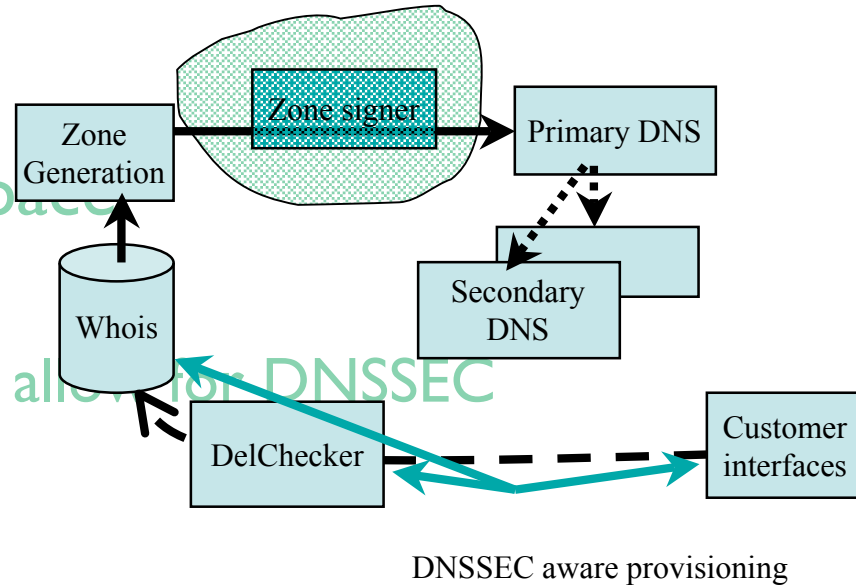 Zone signer
Zone
Generation
Primary DNS
Secondary
DNS
Whois
allow for DNSSEC
DelChecker
Customer
interfaces
DNSSEC aware provisioning